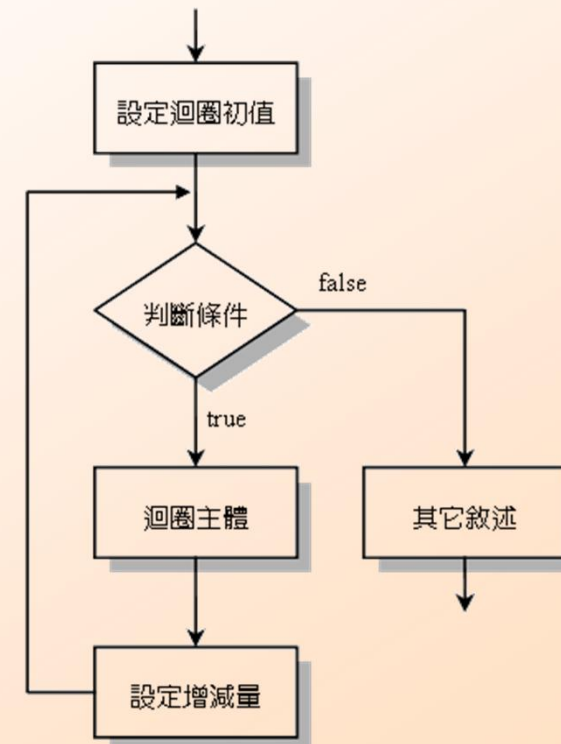 設定迴圈初值
判斷條件
false
true
迴圈主體
其它敘述
設定增減量